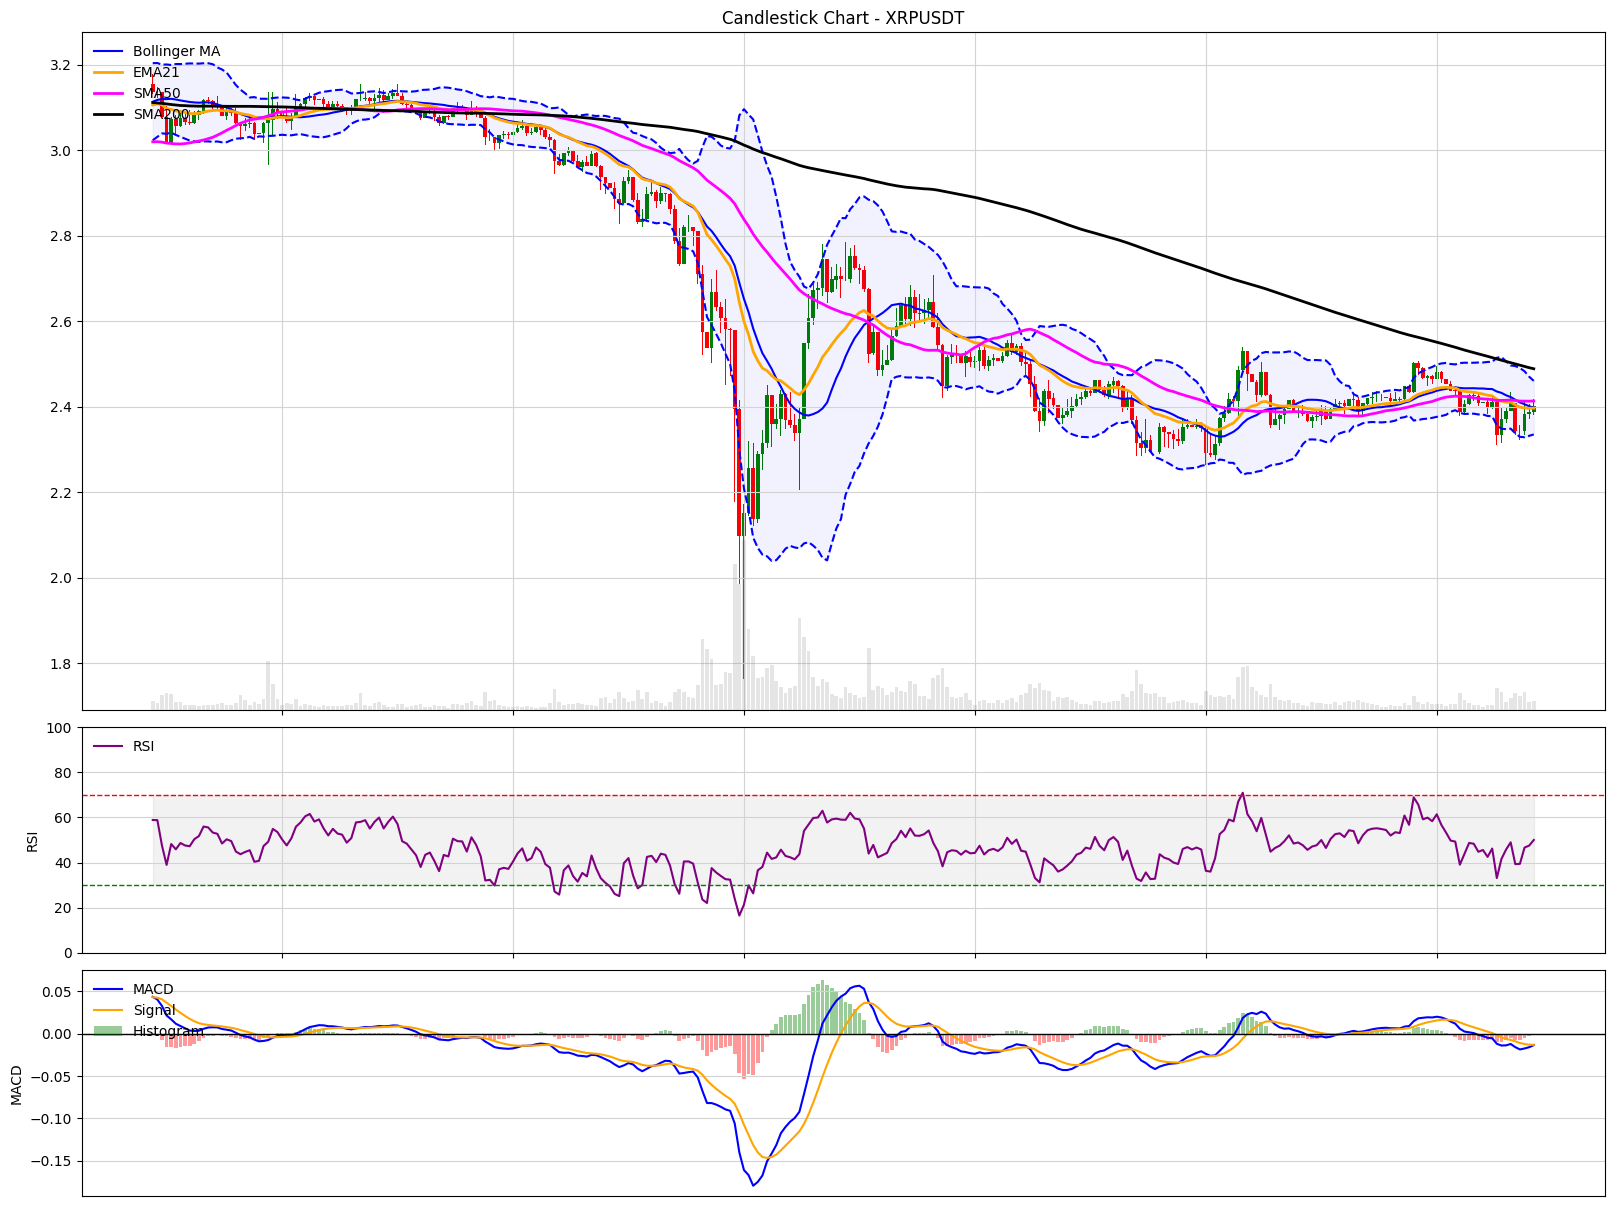 Candlestick Chart - XRPUSDT
Bollinger MA
EMA21
SMA50
SMA200
3.2
3.0
2.8
2.6
2.4
2.2
2.0
1.8
RSI
100
80
60
40
20
0
RSI
MACD
Signal
Histogram
0.05
0.00
−0.05
−0.10
−0.15
MACD